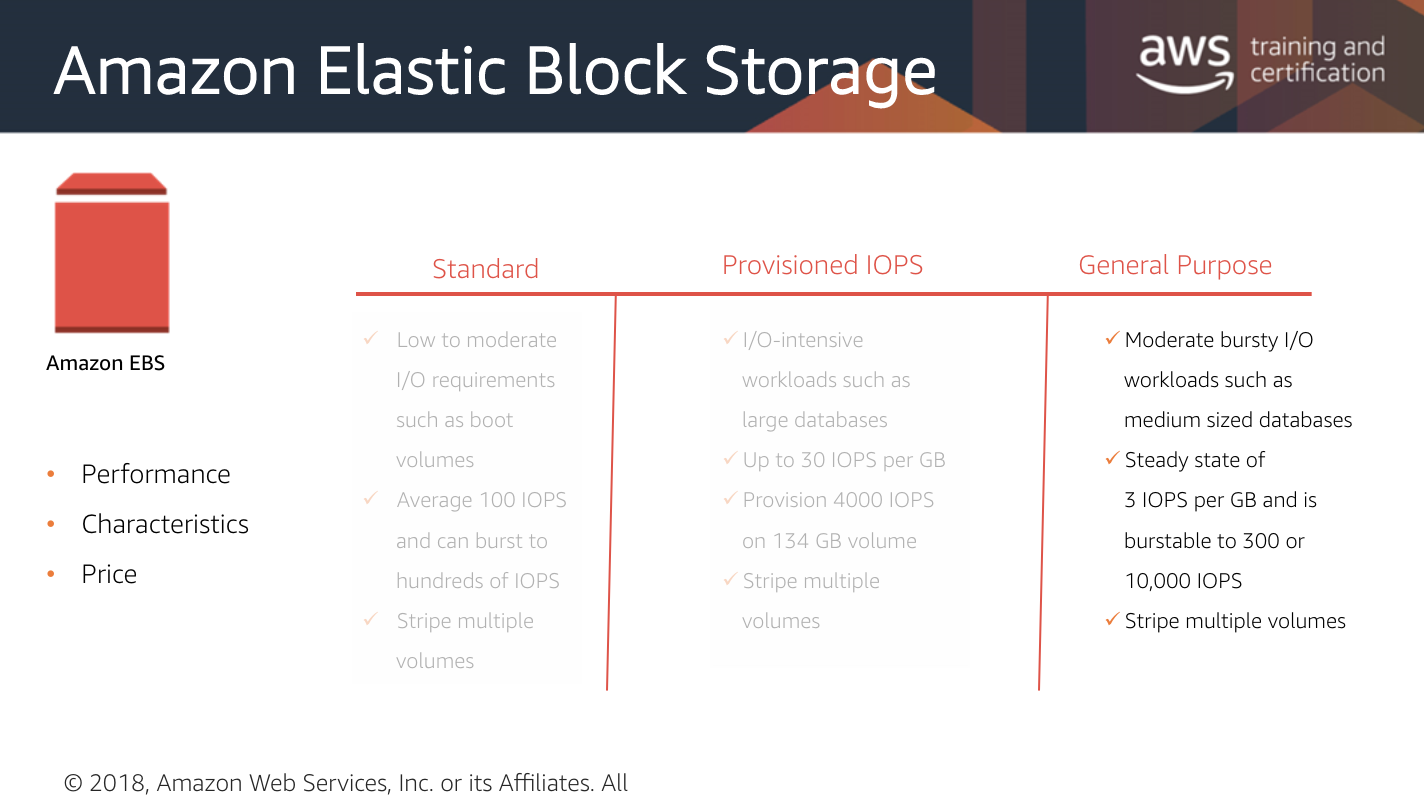 Amazon Elastic Block Storage
aws training and
certification
Amazon EBS
• Performance
• Characteristics
• Price
Standard
✓ Low to moderate
I/O requirements
such as boot
volumes
✓ Average 100 IOPS
and can burst to
hundreds of IOPS
✓ Stripe multiple
volumes
Provisioned IOPS
✓ I/O-intensive
workloads such as
large databases
✓ Up to 30 IOPS per GB
✓ Provision 4000 IOPS
on 134 GB volume
✓ Stripe multiple
volumes
General Purpose
✓ Moderate bursty I/O
workloads such as
medium sized databases
✓ Steady state of
3 IOPS per GB and is
burstable to 300 or
10,000 IOPS
✓ Stripe multiple volumes
© 2018, Amazon Web Services, Inc. or its Affiliates. All